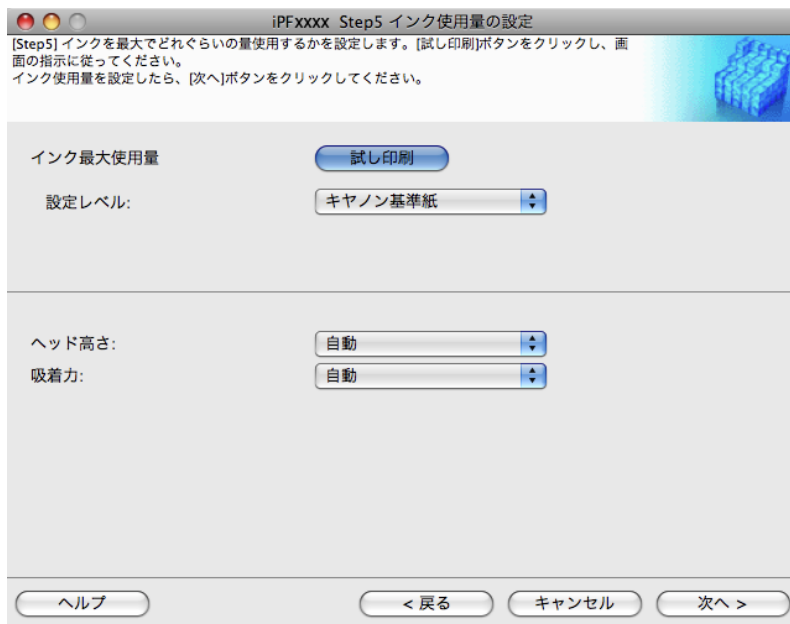 iPFxxxx Step5 インク使用量の設定
[Step5] インクを最大でどれぐらいの量使用するかを設定します。[試し印刷]ボタンをクリックし、画
面の指示に従ってください。
インク使用量を設定したら、[次へ]ボタンをクリックしてください。
インク最大使用量 試し印刷
設定レベル: キヤノン基準紙
ヘッド高さ: 自動
吸着力: 自動
ヘルプ < 戻る キャンセル 次へ >